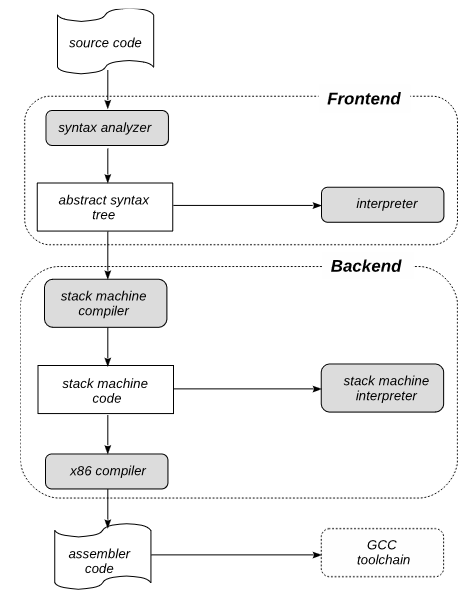 source code
Frontend
syntax analyzer
abstract syntax
tree
interpreter
Backend
stack machine
compiler
stack machine
code
stack machine
interpreter
x86 compiler
assembler
code
GCC
toolchain